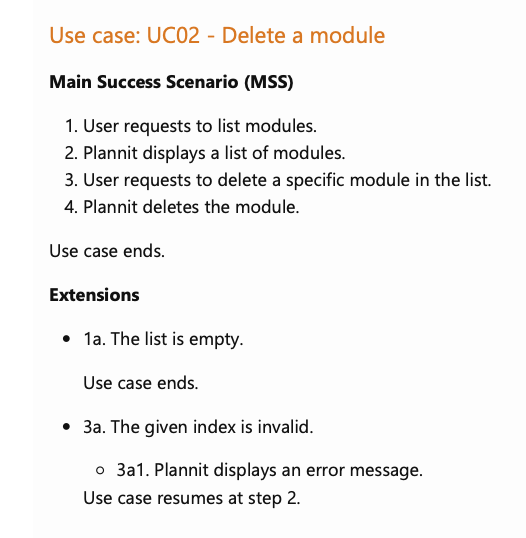 Use case: UC02 - Delete a module
Main Success Scenario (MSS)
1. User requests to list modules.
2. Plannit displays a list of modules.
3. User requests to delete a specific module in the list.
4. Plannit deletes the module.
Use case ends.
Extensions
• 1a. The list is empty.
Use case ends.
• 3a. The given index is invalid.
○ 3a1. Plannit displays an error message.
Use case resumes at step 2.